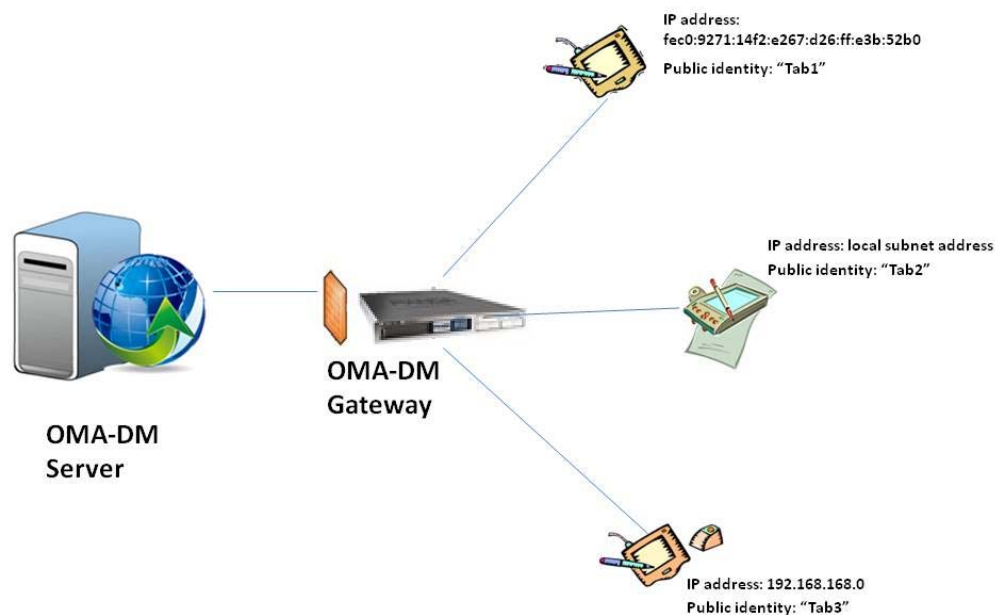 IP address:
fec0:9271:14f2:e267:d26:ff:e3b:52b0
Public identity: “Tab1”
IP address: local subnet address
Public identity: “Tab2”
OMA-DM
Gateway
OMA-DM
Server
IP address: 192.168.168.0
Public identity: “Tab3”